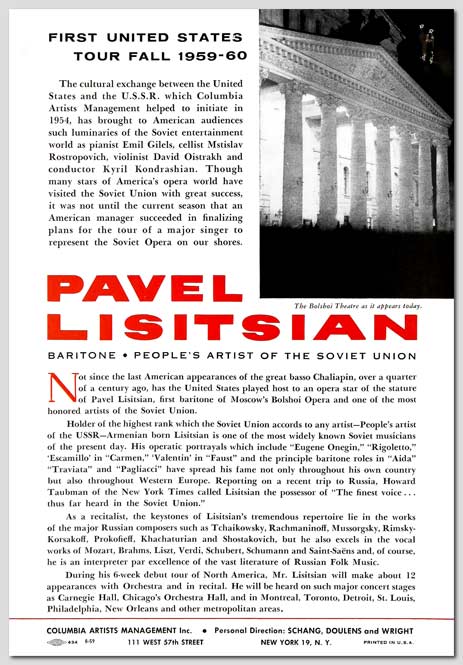 FIRST UNITED STATES
TOUR FALL 1959-60
The cultural exchange between the United
States and the U.S.S.R. which Columbia
Artists Management helped to initiate in
1954, has brought to American audiences
such luminaries of the Soviet entertainment
world as pianist Emil Gilels, cellist Mstislav
Rostropovich, violinist David Oistrakh and
conductor Kyril Kondrashian. Though
many stars of America's opera world have
visited the Soviet Union with great success,
it was not until the current season that an
American manager succeeded in finalizing
plans for the tour of a major singer to
represent the Soviet Opera on our shores.
The Bolshoi Theatre as it appears today.
PAVEL
LISITSIAN
BARITONE • PEOPLE'S ARTIST OF THE SOVIET UNION
Not since the last American appearances of the great basso Chaliapin, over a quarter
of a century ago, has the United States played host to an opera star of the stature
of Pavel Lisitsian, first baritone of Moscow's Bolshoi Opera and one of the most
honored artists of the Soviet Union.
Holder of the highest rank which the Soviet Union accords to any artist—People's artist
of the USSR—Armenian born Lisitsian is one of the most widely known Soviet musicians
of the present day. His operatic portrayals which include "Eugene Onegin," "Rigoletto,"
'Escamillo' in "Carmen," 'Valentin' in "Faust" and the principle baritone roles in "Aida"
"Traviata" and "Pagliacci" have spread his fame not only throughout his own country
but also throughout Western Europe. Reporting on a recent trip to Russia, Howard
Taubman of the New York Times called Lisitsian the possessor of "The finest voice . . .
thus far heard in the Soviet Union."
As a recitalist, the keystones of Lisitsian's tremendous repertoire lie in the works
of the major Russian composers such as Tchaikowsky, Rachmaninoff, Mussorgsky, Rimsky-
Korsakoff, Prokofieff, Khachaturian and Shostakovich, but he also excels in the vocal
works of Mozart, Brahms, Liszt, Verdi, Schubert, Schumann and Saint-Saëns and, of course,
he is an interpreter par excellence of the vast literature of Russian Folk Music.
During his 6-week debut tour of North America, Mr. Lisitsian will make about 12
appearances with Orchestra and in recital. He will be heard on such major concert stages
as Carnegie Hall, Chicago's Orchestra Hall, and in Montreal, Toronto, Detroit, St. Louis,
Philadelphia, New Orleans and other metropolitan areas.
COLUMBIA ARTISTS MANAGEMENT Inc. • Personal Direction: SCHANG, DOULENS and WRIGHT
434 8-59 111 WEST 57th STREET NEW YORK 19, N. Y. PRINTED IN U.S.A.